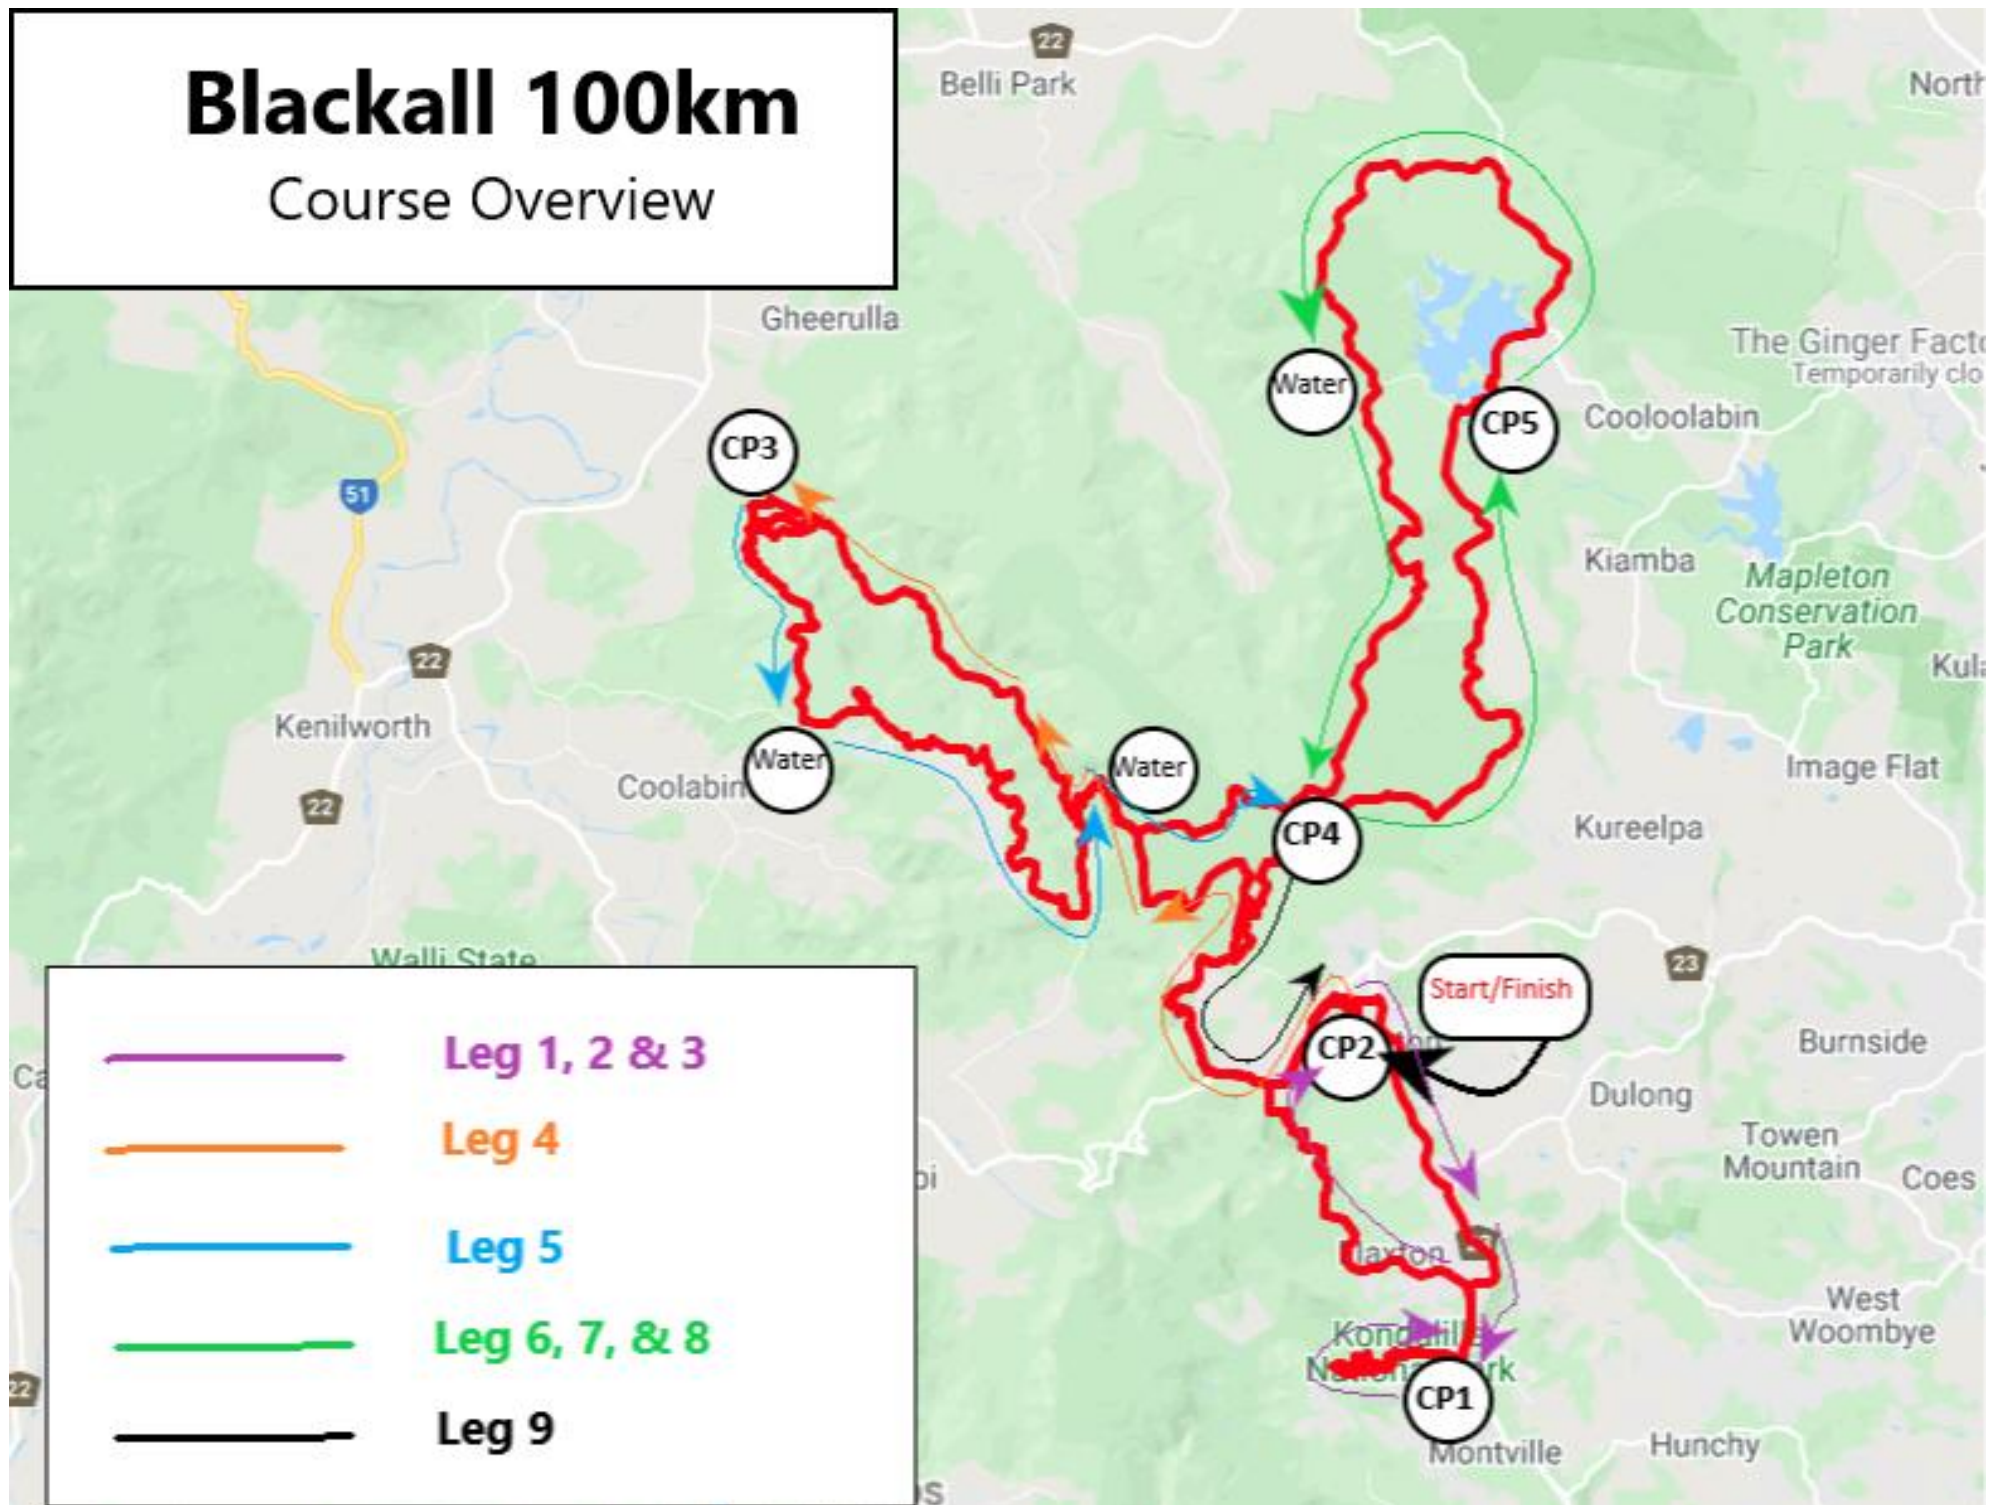 Blackall 100km
Course Overview
22
Belli Park
North
Gheerulla
The Ginger Facto
Temporarily clo
Water
CP5
Cooloolabin
CP3
51
Kiamba
Mapleton
Conservation
Park
22
Kula
Kenilworth
Water
Water
Image Flat
Coolabin
22
CP4
Kureelpa
Walli State
23
Start/Finish
CP2
Burnside
Dulong
Towen
Mountain
Coes
Leg 1, 2 & 3
Leg 4
Leg 5
Leg 6, 7, & 8
Leg 9
West
Woombye
22
CP1
Montville
Hunchy